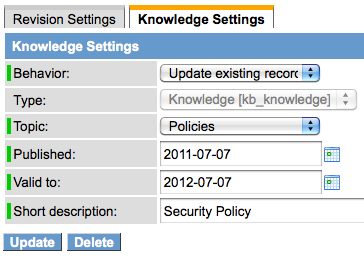 Revision Settings
Knowledge Settings
Knowledge Settings
Behavior: Update existing recor
Type: Knowledge [kb_knowledge]
Topic: Policies
Published: 2011-07-07
Valid to: 2012-07-07
Short description: Security Policy
Update Delete